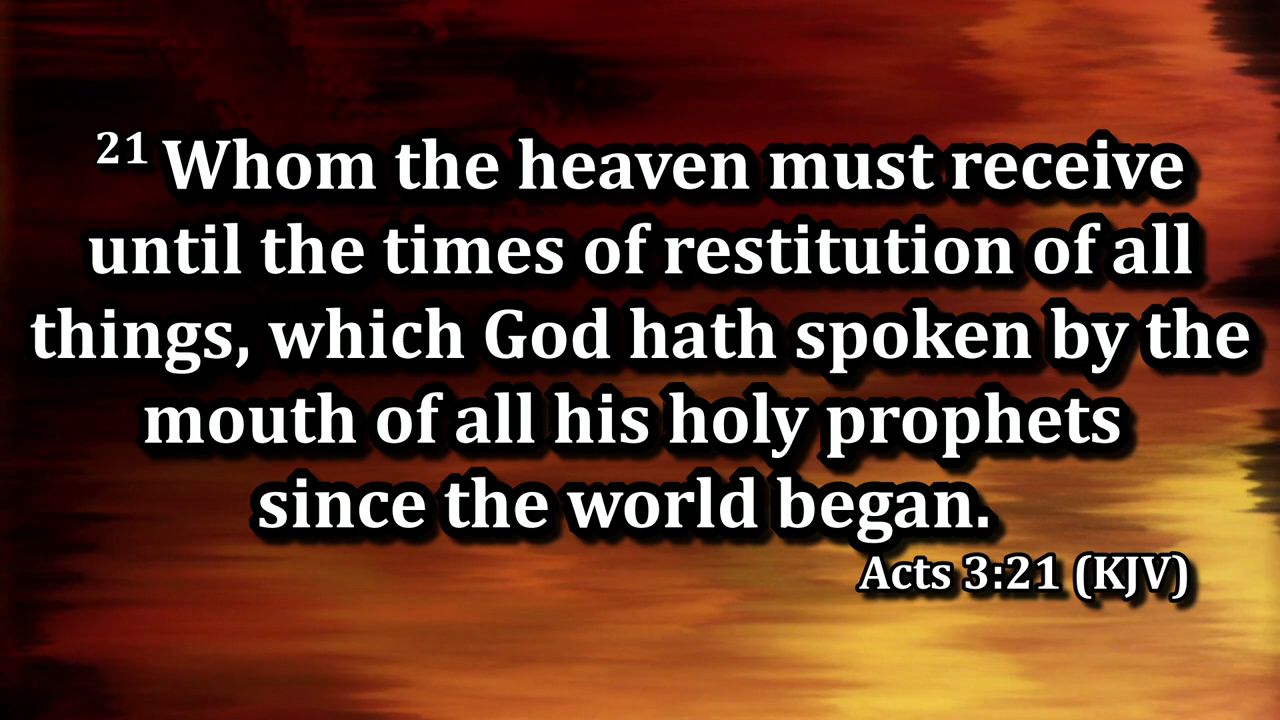 21 Whom the heaven must receive
until the times of restitution of all
things, which God hath spoken by the
mouth of all his holy prophets
since the world began.
Acts 3:21 (KJV)